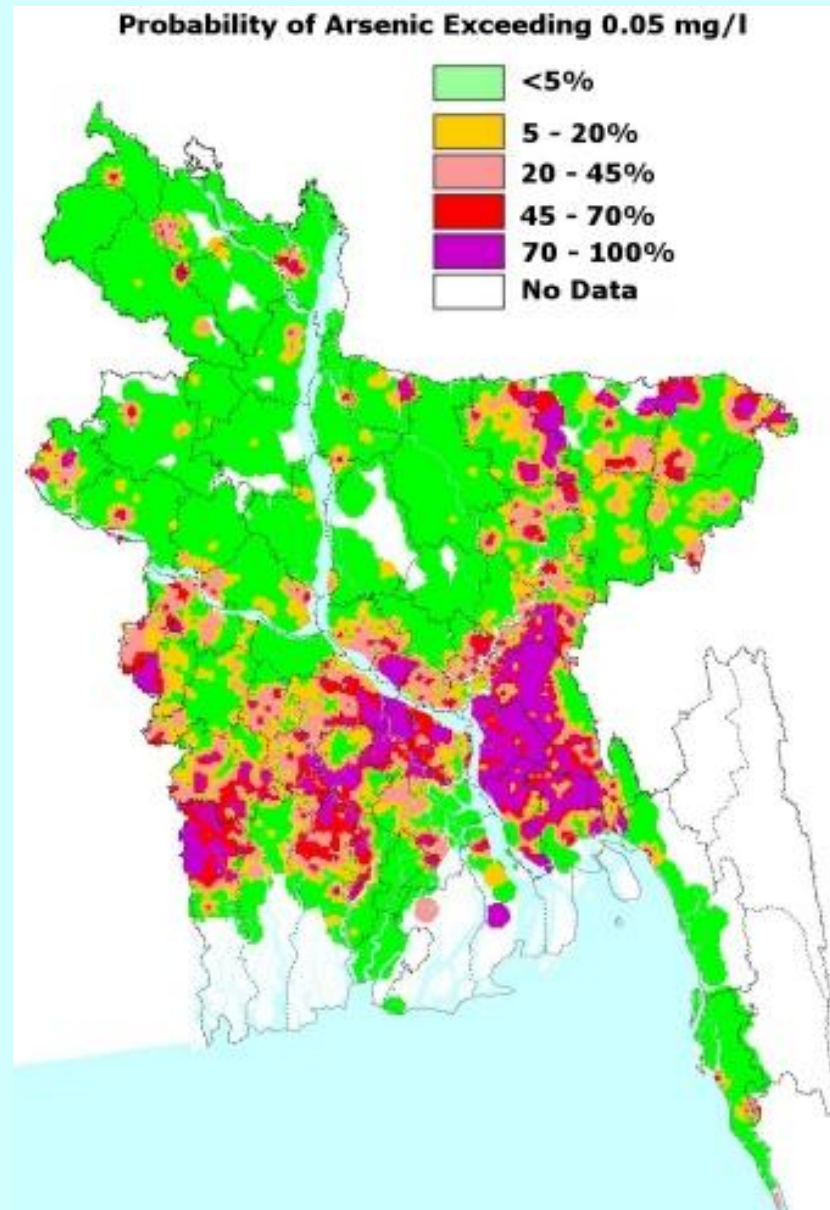 Probability of Arsenic Exceeding 0.05 mg/l
<5%
5 - 20%
20 - 45%
45 - 70%
70 - 100%
No Data